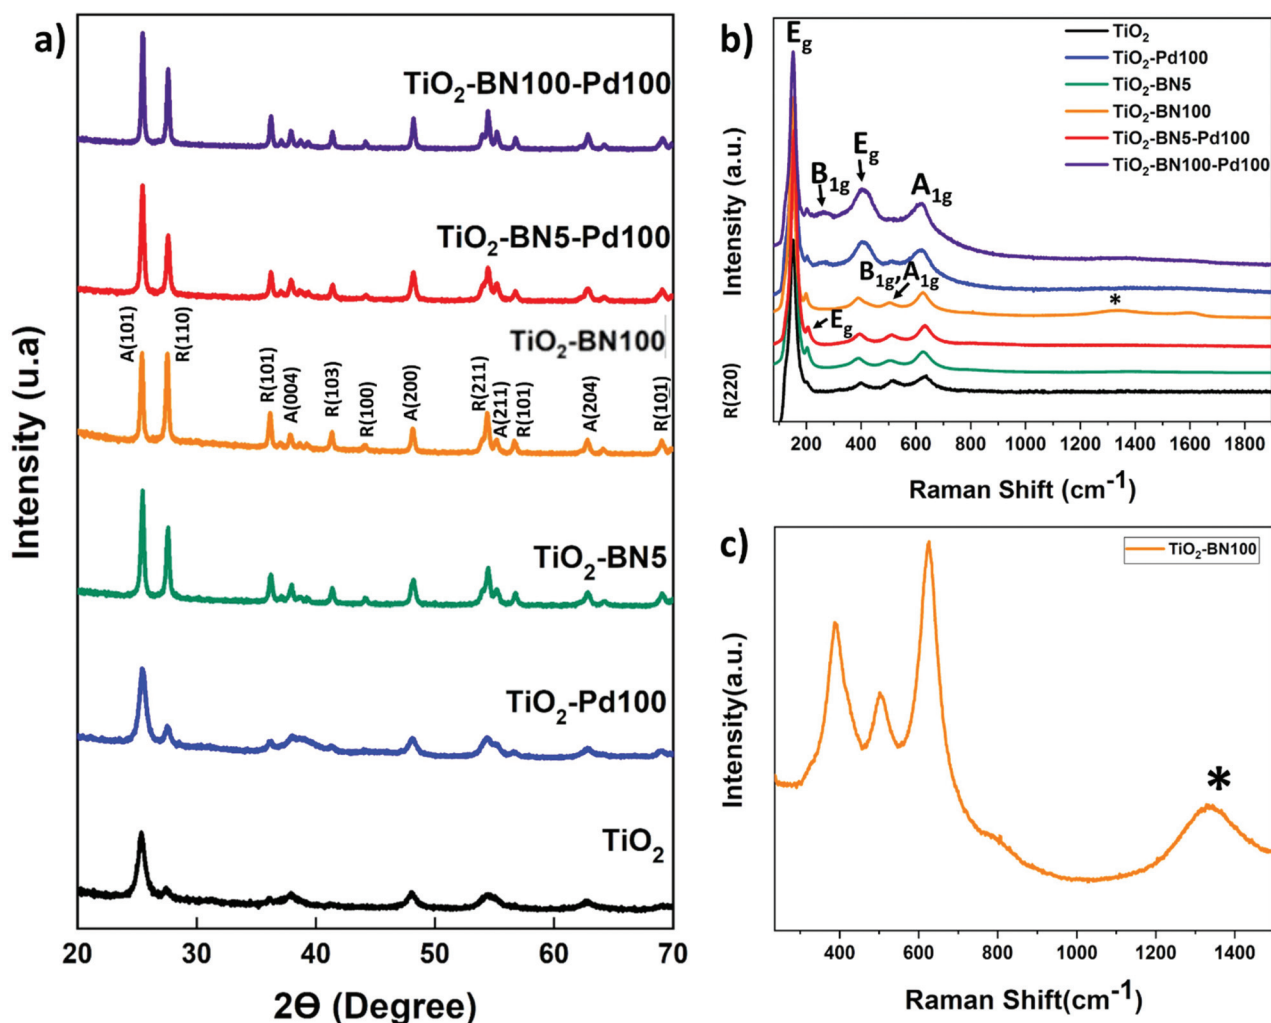 a)
TiO2-BN100-Pd100
TiO2-BN5-Pd100
TiO2-BN100
A(101)
R(110)
R(101)
A(004)
R(103)
R(100)
A(200)
R(211)
A(211)
R(101)
A(204)
R(101)
R(220)
TiO2-BN5
TiO2-Pd100
TiO2
Intensity (u.a)
20 30 40 50 60 70
2ϴ (Degree)
b)
Eg
TiO2
TiO2-Pd100
TiO2-BN5
TiO2-BN100
TiO2-BN5-Pd100
TiO2-BN100-Pd100
B1g
Eg
A1g
B1g, A1g
*
Eg
Intensity (a.u.)
200 400 600 800 1000 1200 1400 1600 1800
Raman Shift (cm-1)
c)
TiO2-BN100
*
Intensity(a.u.)
400 600 800 1000 1200 1400
Raman Shift(cm-1)